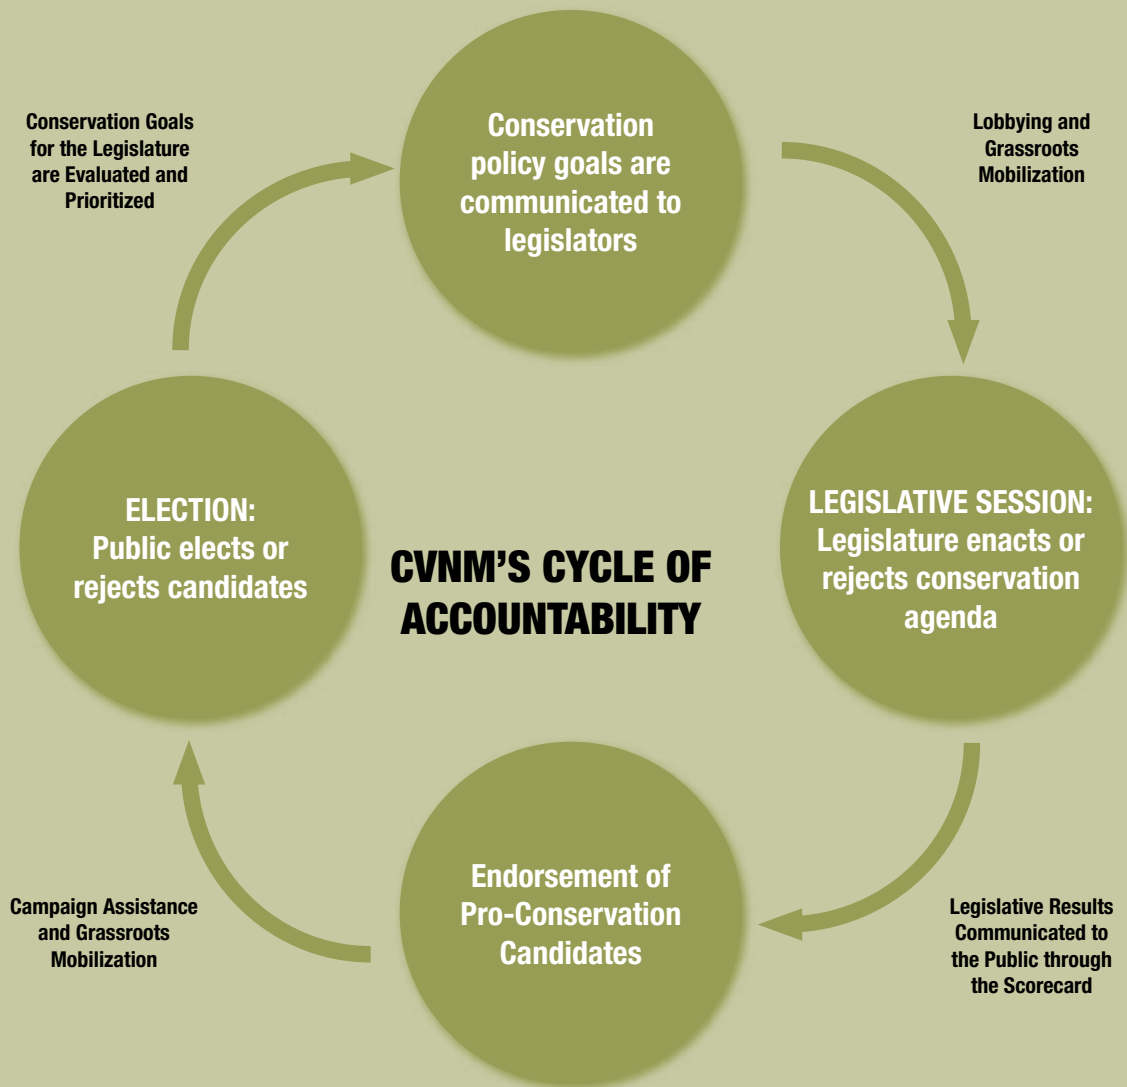 Conservation Goals
for the Legislature
are Evaluated and
Prioritized
Conservation
policy goals are
communicated to
legislators
Lobbying and
Grassroots
Mobilization
ELECTION:
Public elects or
rejects candidates
CVNM’S CYCLE OF
ACCOUNTABILITY
LEGISLATIVE SESSION:
Legislature enacts or
rejects conservation
agenda
Campaign Assistance
and Grassroots
Mobilization
Endorsement of
Pro-Conservation
Candidates
Legislative Results
Communicated to
the Public through
the Scorecard